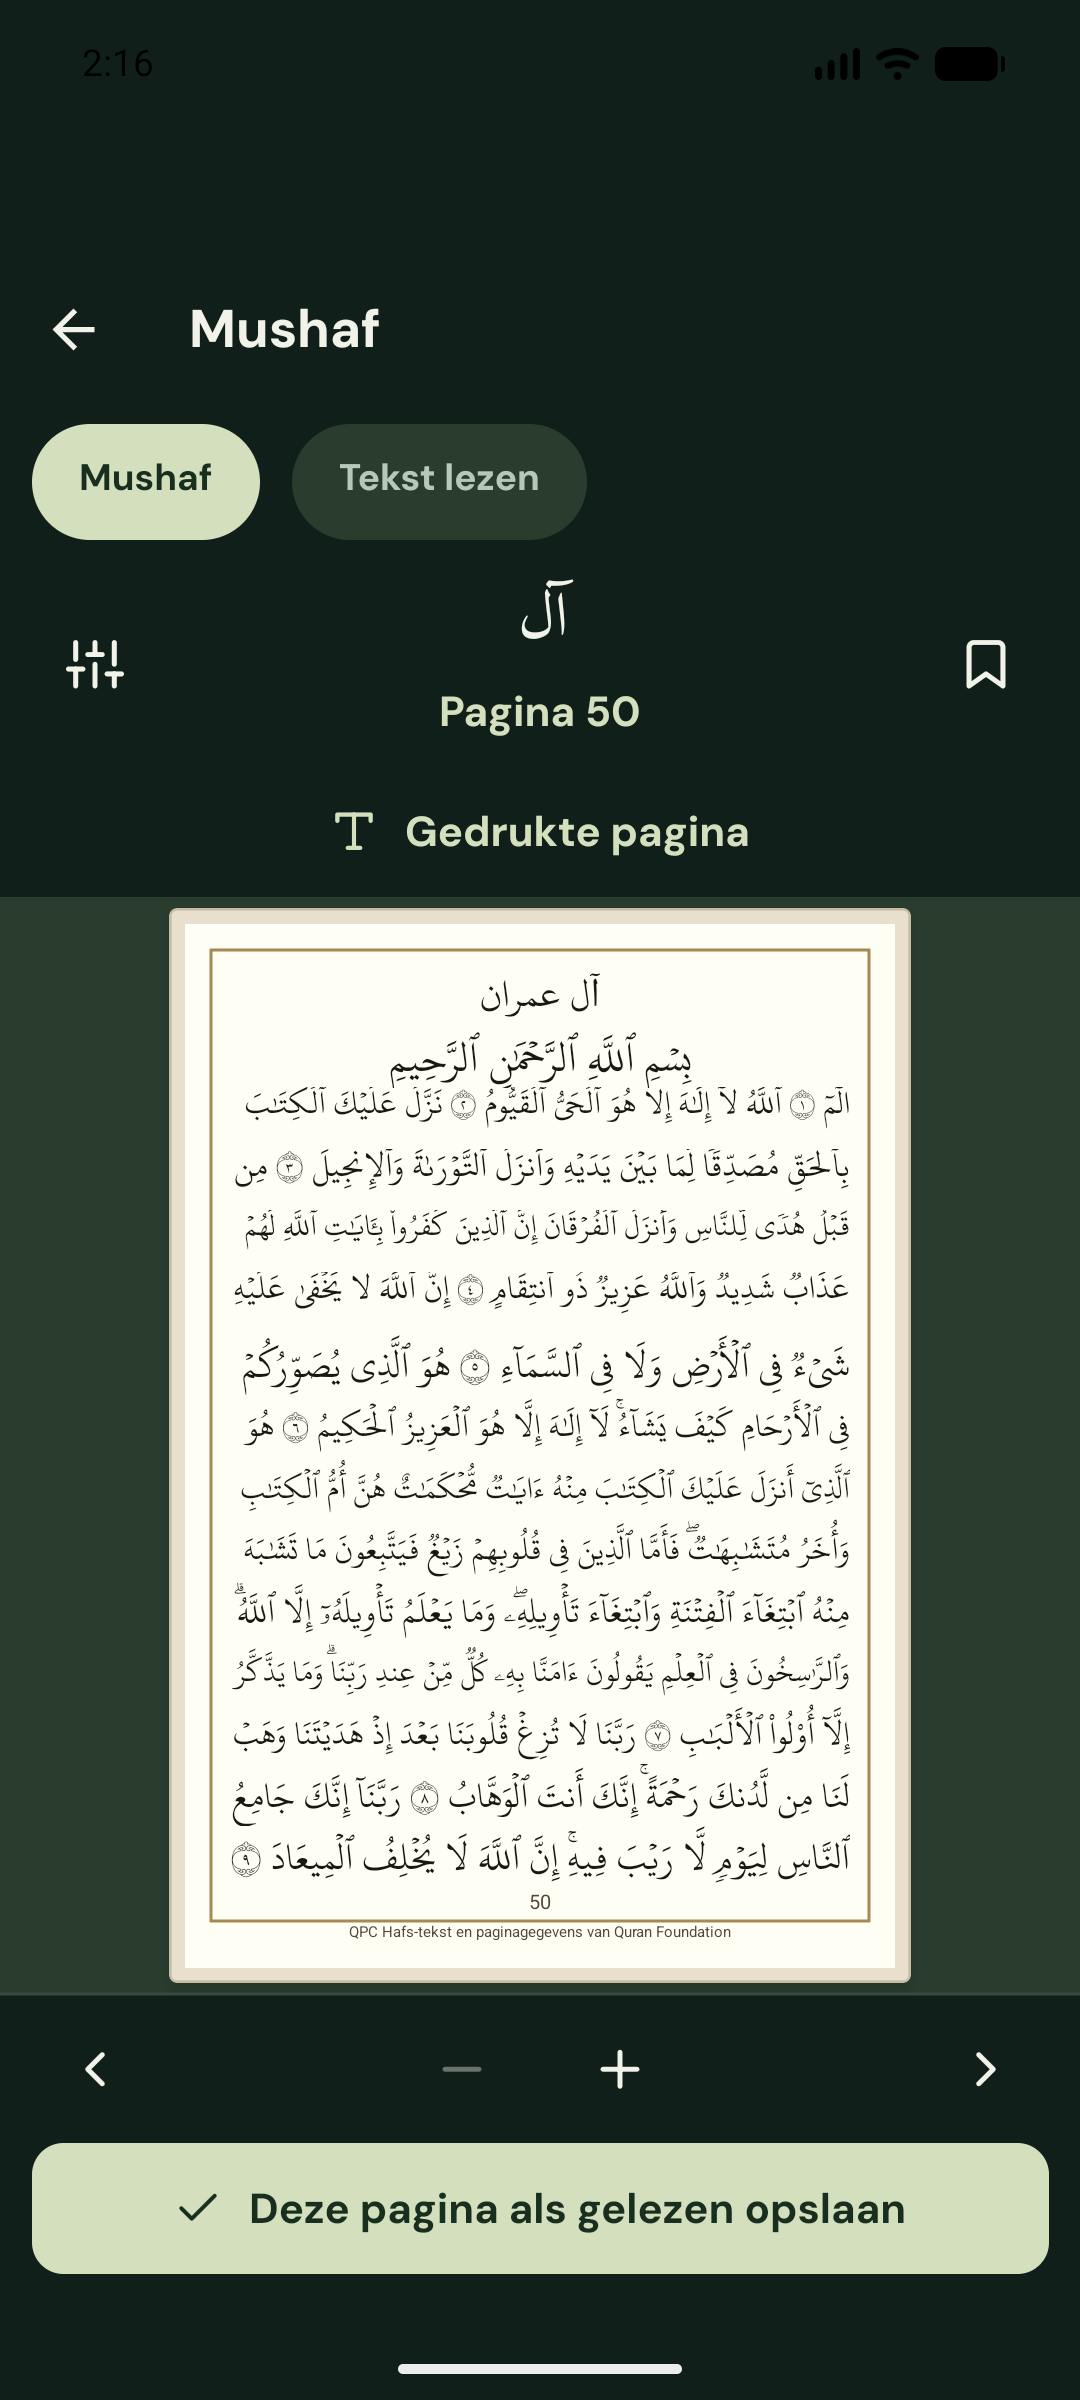 2:16
Mushaf
Mushaf
Tekst lezen
آل
Pagina 50
Gedrukte pagina
آل عمران
بِسۡمِ ٱللَّهِ ٱلرَّحۡمَٰنِ ٱلرَّحِيمِ
الٓمٓ ١ ٱللَّهُ لَآ إِلَٰهَ إِلَّا هُوَ ٱلۡحَىُّ ٱلۡقَيُّومُ ٢ نَزَّلَ عَلَيۡكَ ٱلۡكِتَٰبَ
بِٱلۡحَقِّ مُصَدِّقٗا لِّمَا بَيۡنَ يَدَيۡهِ وَأَنزَلَ ٱلتَّوۡرَىٰةَ وَٱلۡإِنجِيلَ ٣ مِن
قَبۡلُ هُدٗى لِّلنَّاسِ وَأَنزَلَ ٱلۡفُرۡقَانَ إِنَّ ٱلَّذِينَ كَفَرُواْ بِـَٔايَٰتِ ٱللَّهِ لَهُمۡ
عَذَابٞ شَدِيدٞ وَٱللَّهُ عَزِيزٞ ذُو ٱنتِقَامٍ ٤ إِنَّ ٱللَّهَ لَا يَخۡفَىٰ عَلَيۡهِ
شَىۡءٞ فِى ٱلۡأَرۡضِ وَلَا فِى ٱلسَّمَآءِ ٥ هُوَ ٱلَّذِى يُصَوِّرُكُمۡ
فِى ٱلۡأَرۡحَامِ كَيۡفَ يَشَآءُۚ لَآ إِلَٰهَ إِلَّا هُوَ ٱلۡعَزِيزُ ٱلۡحَكِيمُ ٦ هُوَ
ٱلَّذِىٓ أَنزَلَ عَلَيۡكَ ٱلۡكِتَٰبَ مِنۡهُ ءَايَٰتٞ مُّحۡكَمَٰتٌ هُنَّ أُمُّ ٱلۡكِتَٰبِ
وَأُخَرُ مُتَشَٰبِهَٰتٞۖ فَأَمَّا ٱلَّذِينَ فِى قُلُوبِهِمۡ زَيۡغٞ فَيَتَّبِعُونَ مَا تَشَٰبَهَ
مِنۡهُ ٱبۡتِغَآءَ ٱلۡفِتۡنَةِ وَٱبۡتِغَآءَ تَأۡوِيلِهِۦۖ وَمَا يَعۡلَمُ تَأۡوِيلَهُۥٓ إِلَّا ٱللَّهُۗ
وَٱلرَّٰسِخُونَ فِى ٱلۡعِلۡمِ يَقُولُونَ ءَامَنَّا بِهِۦ كُلّٞ مِّنۡ عِندِ رَبِّنَاۗ وَمَا يَذَّكَّرُ
إِلَّآ أُوْلُواْ ٱلۡأَلۡبَٰبِ ٧ رَبَّنَا لَا تُزِغۡ قُلُوبَنَا بَعۡدَ إِذۡ هَدَيۡتَنَا وَهَبۡ
لَنَا مِن لَّدُنكَ رَحۡمَةًۚ إِنَّكَ أَنتَ ٱلۡوَهَّابُ ٨ رَبَّنَآ إِنَّكَ جَامِعُ
ٱلنَّاسِ لِيَوۡمٖ لَّا رَيۡبَ فِيهِۚ إِنَّ ٱللَّهَ لَا يُخۡلِفُ ٱلۡمِيعَادَ ٩
50
QPC Hafs-tekst en paginagegevens van Quran Foundation
Deze pagina als gelezen opslaan